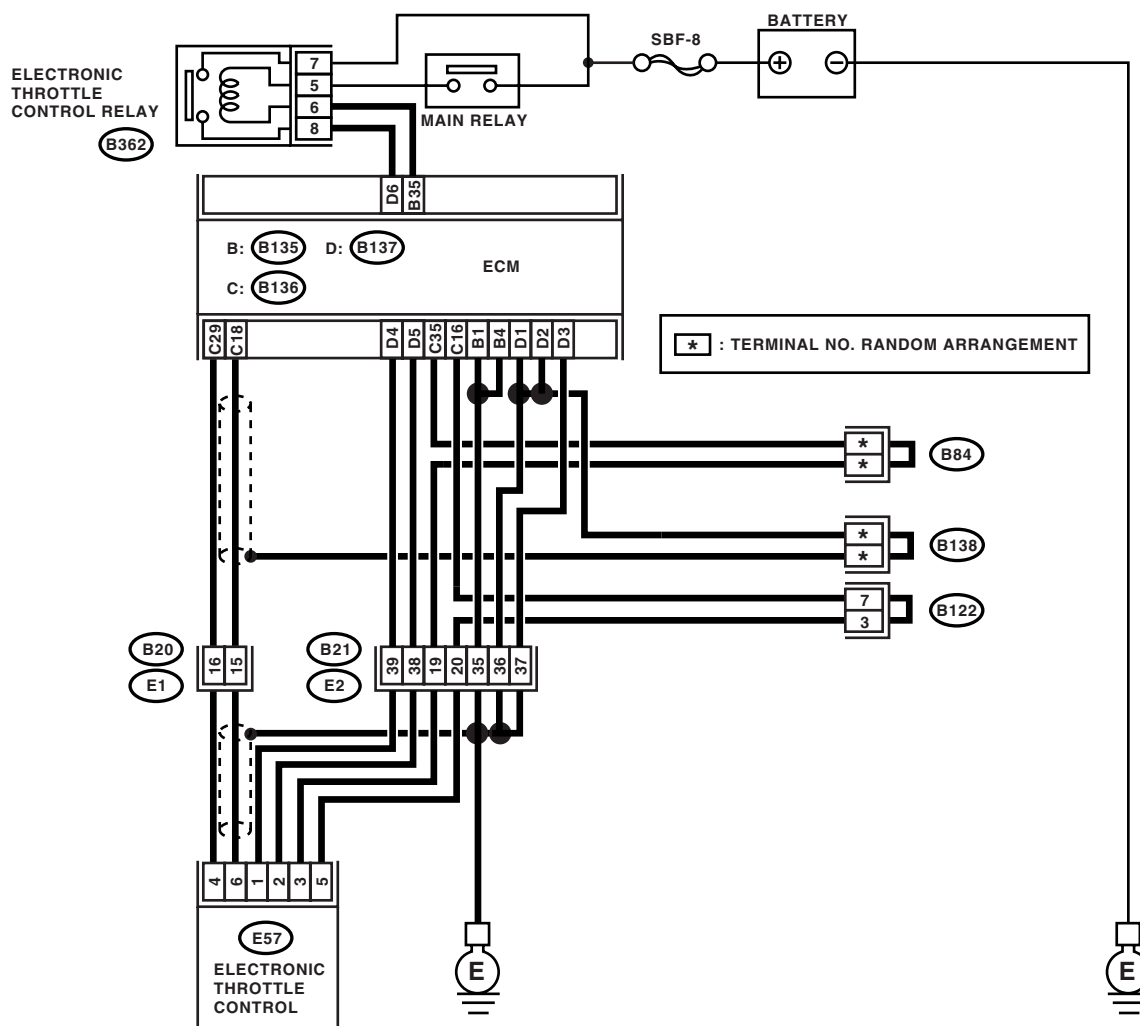 BATTERY
SBF-8
ELECTRONIC
THROTTLE
CONTROL RELAY
B362
7
5
6
8
MAIN RELAY
D6
B35
B: B135 D: B137
C: B136
ECM
C29
C18
D4
D5
C35
C16
B1
B4
D1
D2
D3
* : TERMINAL NO. RANDOM ARRANGEMENT
*
*
B84
*
*
B138
7
3
B122
B20
E1
16
15
B21
E2
39
38
19
20
35
36
37
4
6
1
2
3
5
E57
ELECTRONIC
THROTTLE
CONTROL
E
E